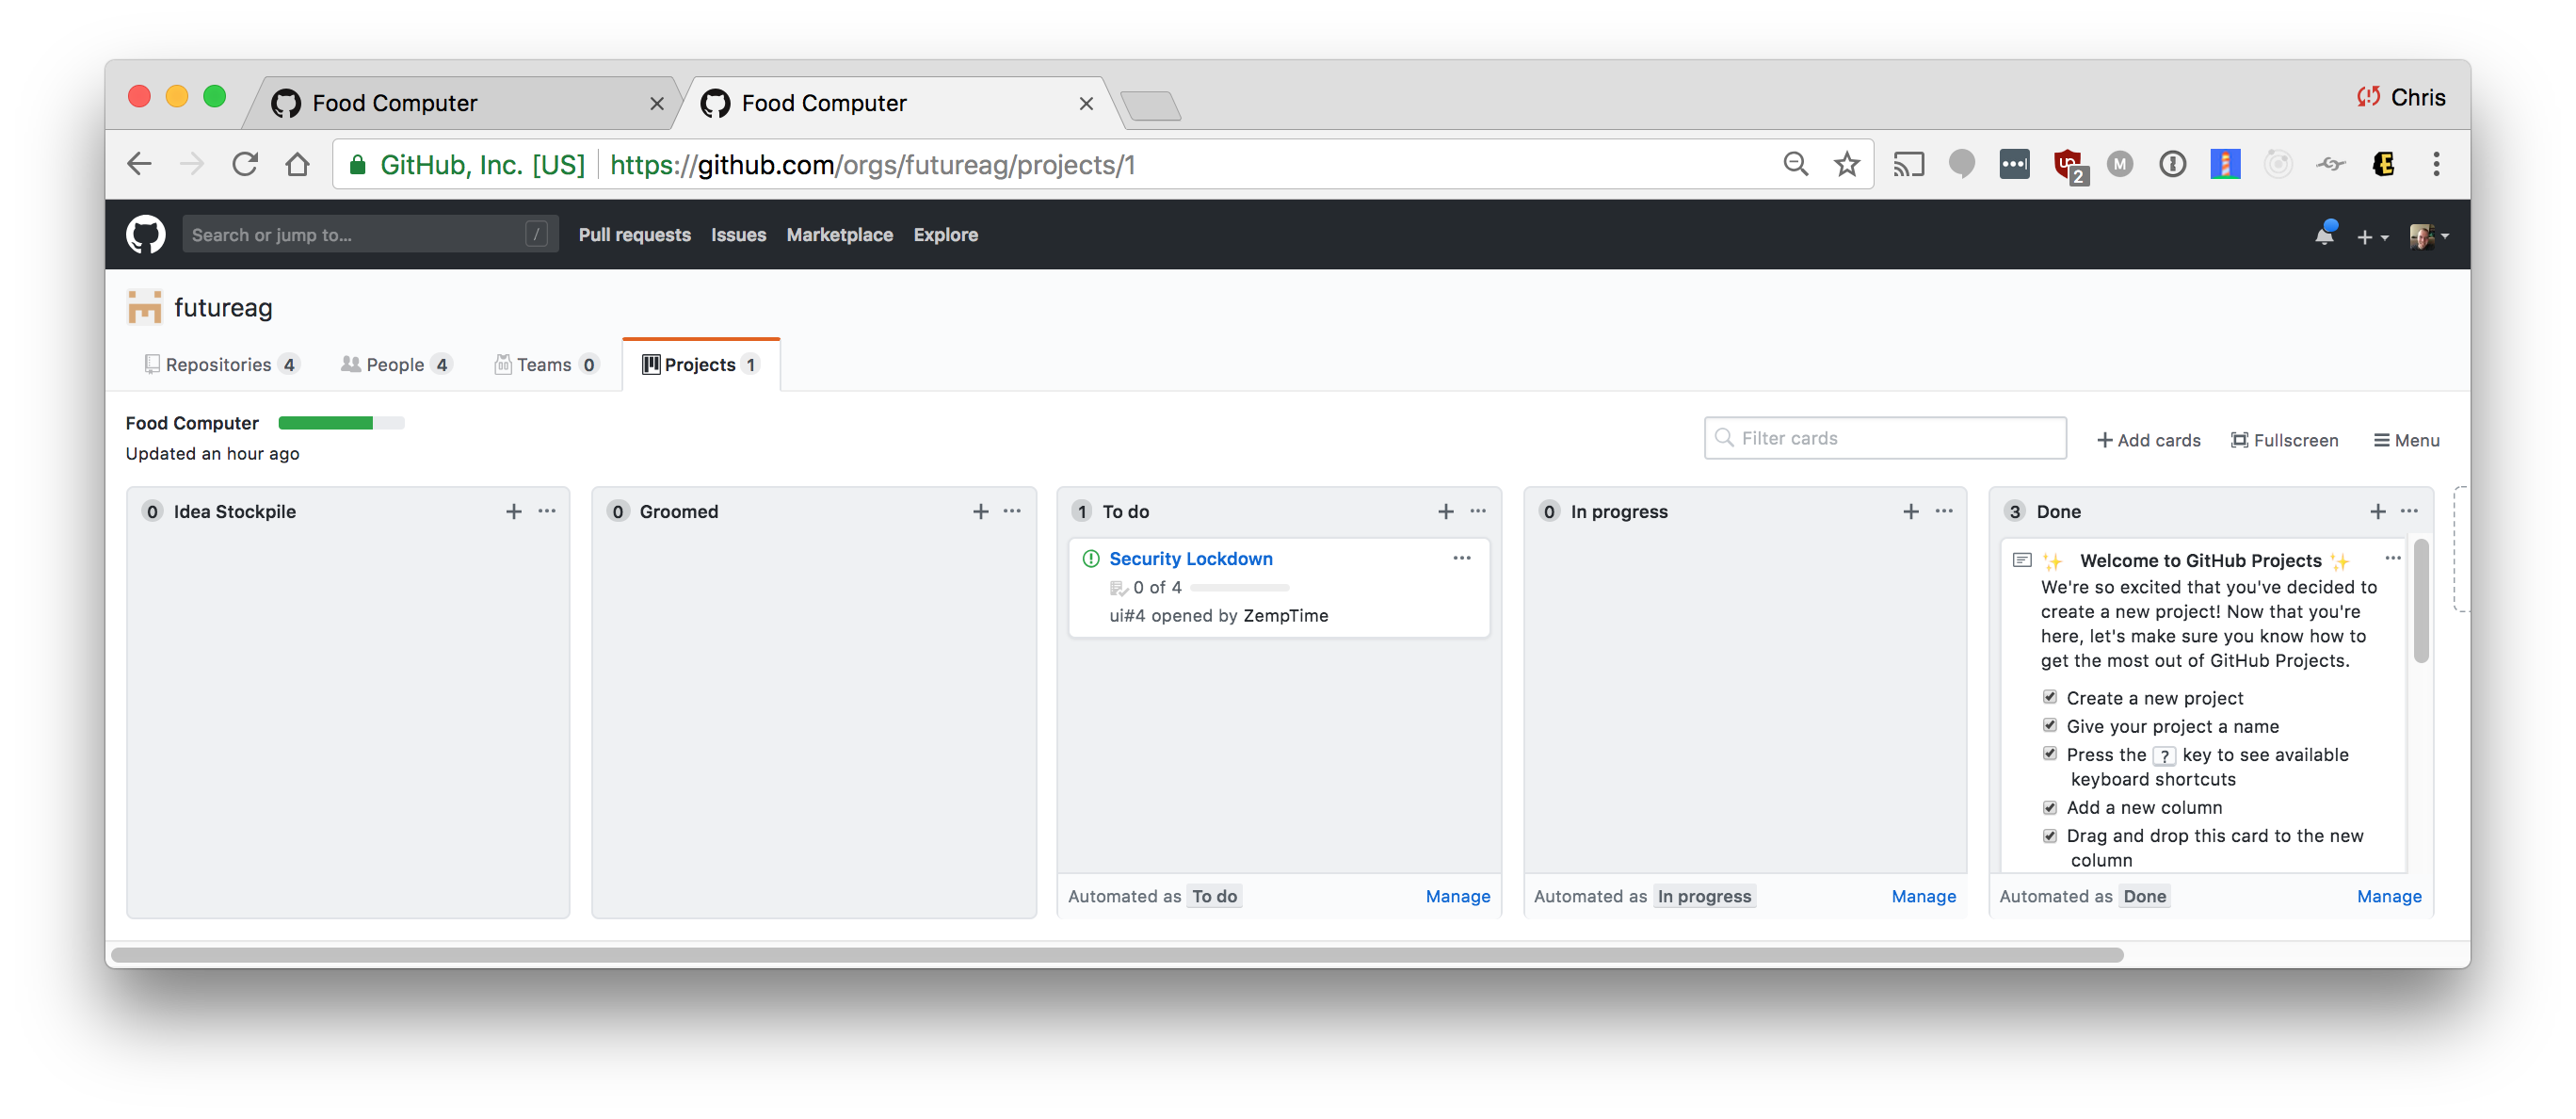 Food Computer
Food Computer
Chris
GitHub, Inc. [US] https://github.com/orgs/futureag/projects/1
2
M
Search or jump to... /
Pull requests Issues Marketplace Explore
futureag
Repositories 4 People 4 Teams 0 Projects 1
Food Computer
Updated an hour ago
Filter cards
Add cards Fullscreen Menu
0 Idea Stockpile
0 Groomed
1 To do
Security Lockdown
0 of 4
ui#4 opened by ZempTime
Automated as To do Manage
0 In progress
Automated as In progress Manage
3 Done
✨ Welcome to GitHub Projects ✨
We're so excited that you've decided to
create a new project! Now that you're
here, let's make sure you know how to
get the most out of GitHub Projects.
Create a new project
Give your project a name
Press the ? key to see available
keyboard shortcuts
Add a new column
Drag and drop this card to the new
column
Automated as Done Manage